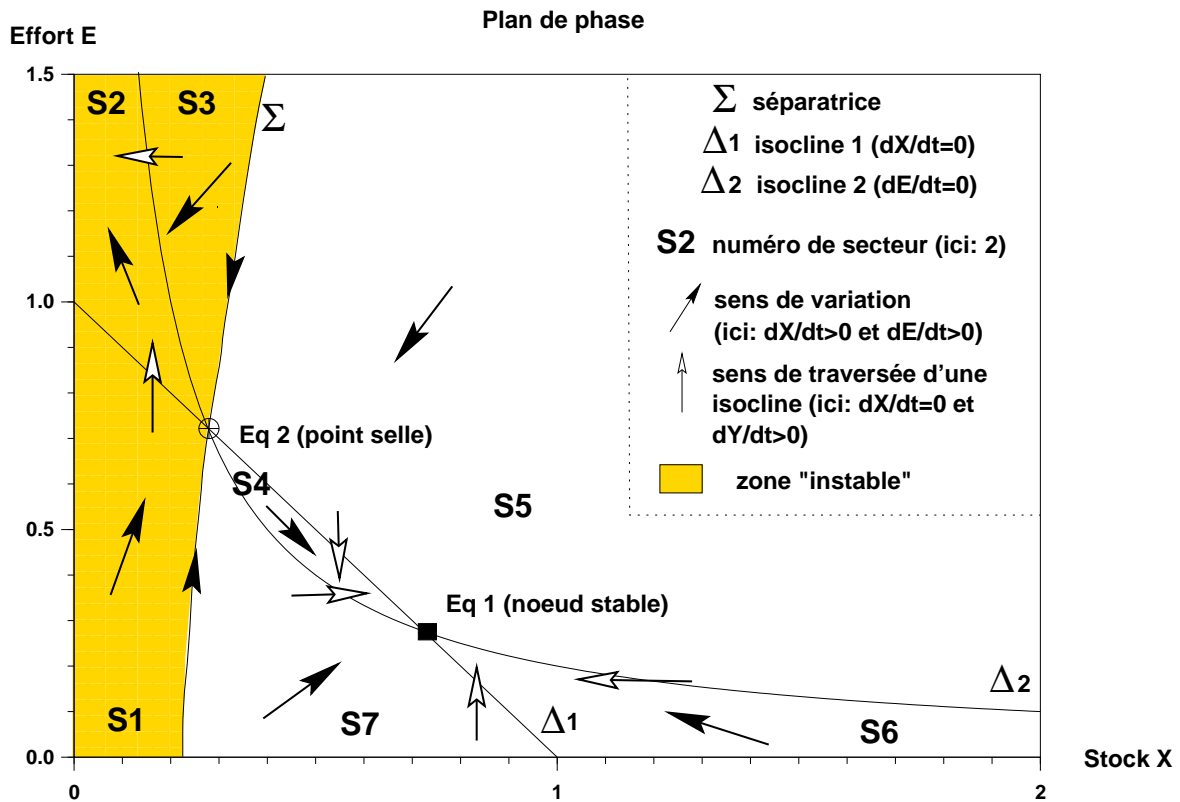 Plan de phase
Effort E
1.5
1.0
0.5
0.0
S2
S3
Σ
Σ séparatrice
Δ1 isocline 1 (dX/dt=0)
Δ2 isocline 2 (dE/dt=0)
S2 numéro de secteur (ici: 2)
sens de variation
(ici: dX/dt>0 et dE/dt>0)
sens de traversée d'une
isocline (ici: dX/dt=0 et
dY/dt>0)
zone "instable"
Eq 2 (point selle)
S4
S5
Eq 1 (noeud stable)
Δ2
S1
S7
Δ1
S6
Stock X
0
1
2